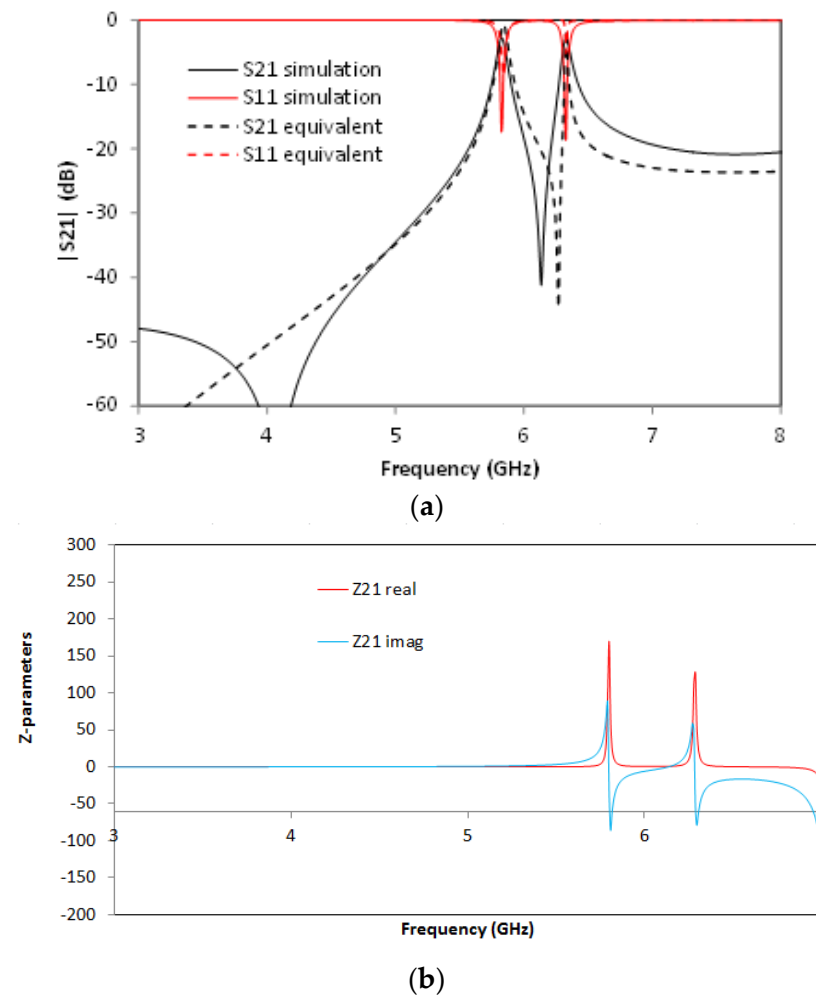 0
-10
-20
-30
-40
-50
-60
|S21| (dB)
S21 simulation
S11 simulation
S21 equivalent
S11 equivalent
3 4 5 6 7 8
Frequency (GHz)
(a)
300
250
200
150
100
50
0
-50
-100
-150
-200
Z-parameters
Z21 real
Z21 imag
3 4 5 6
Frequency (GHz)
(b)